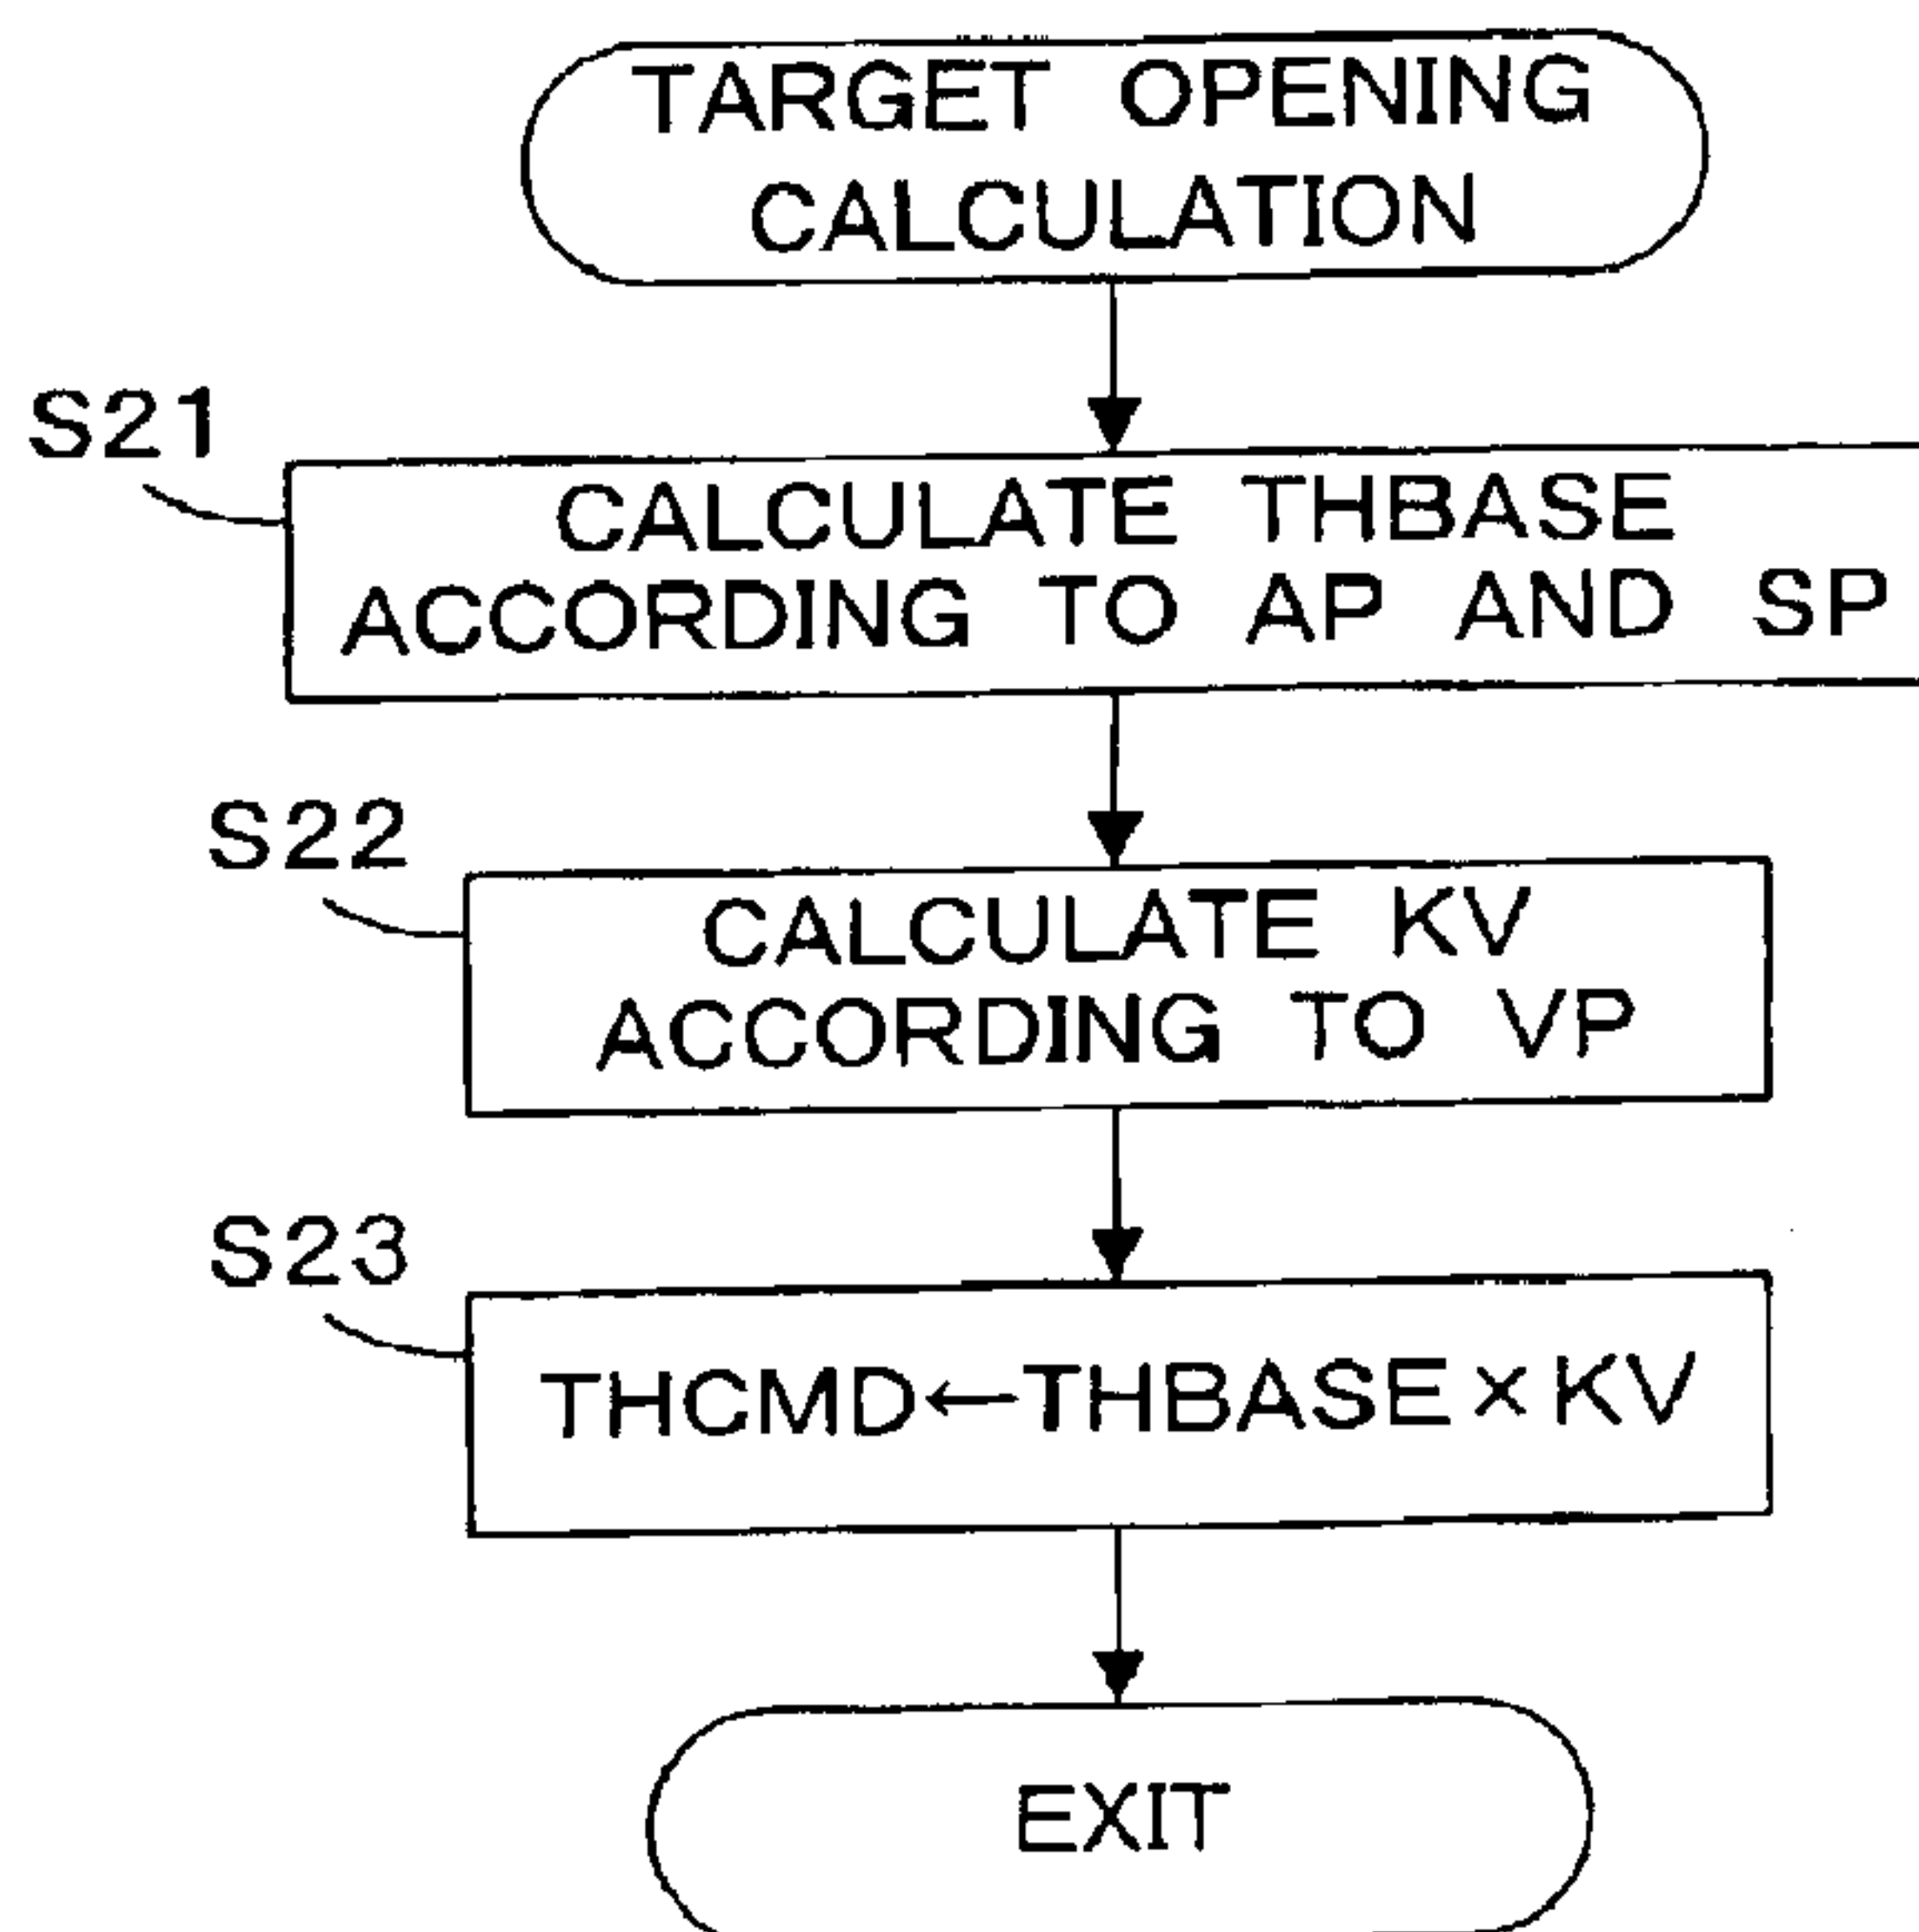 TARGET OPENING
CALCULATION
S21
CALCULATE THBASE
ACCORDING TO AP AND SP
S22
CALCULATE KV
ACCORDING TO VP
S23
THCMD←THBASE×KV
EXIT